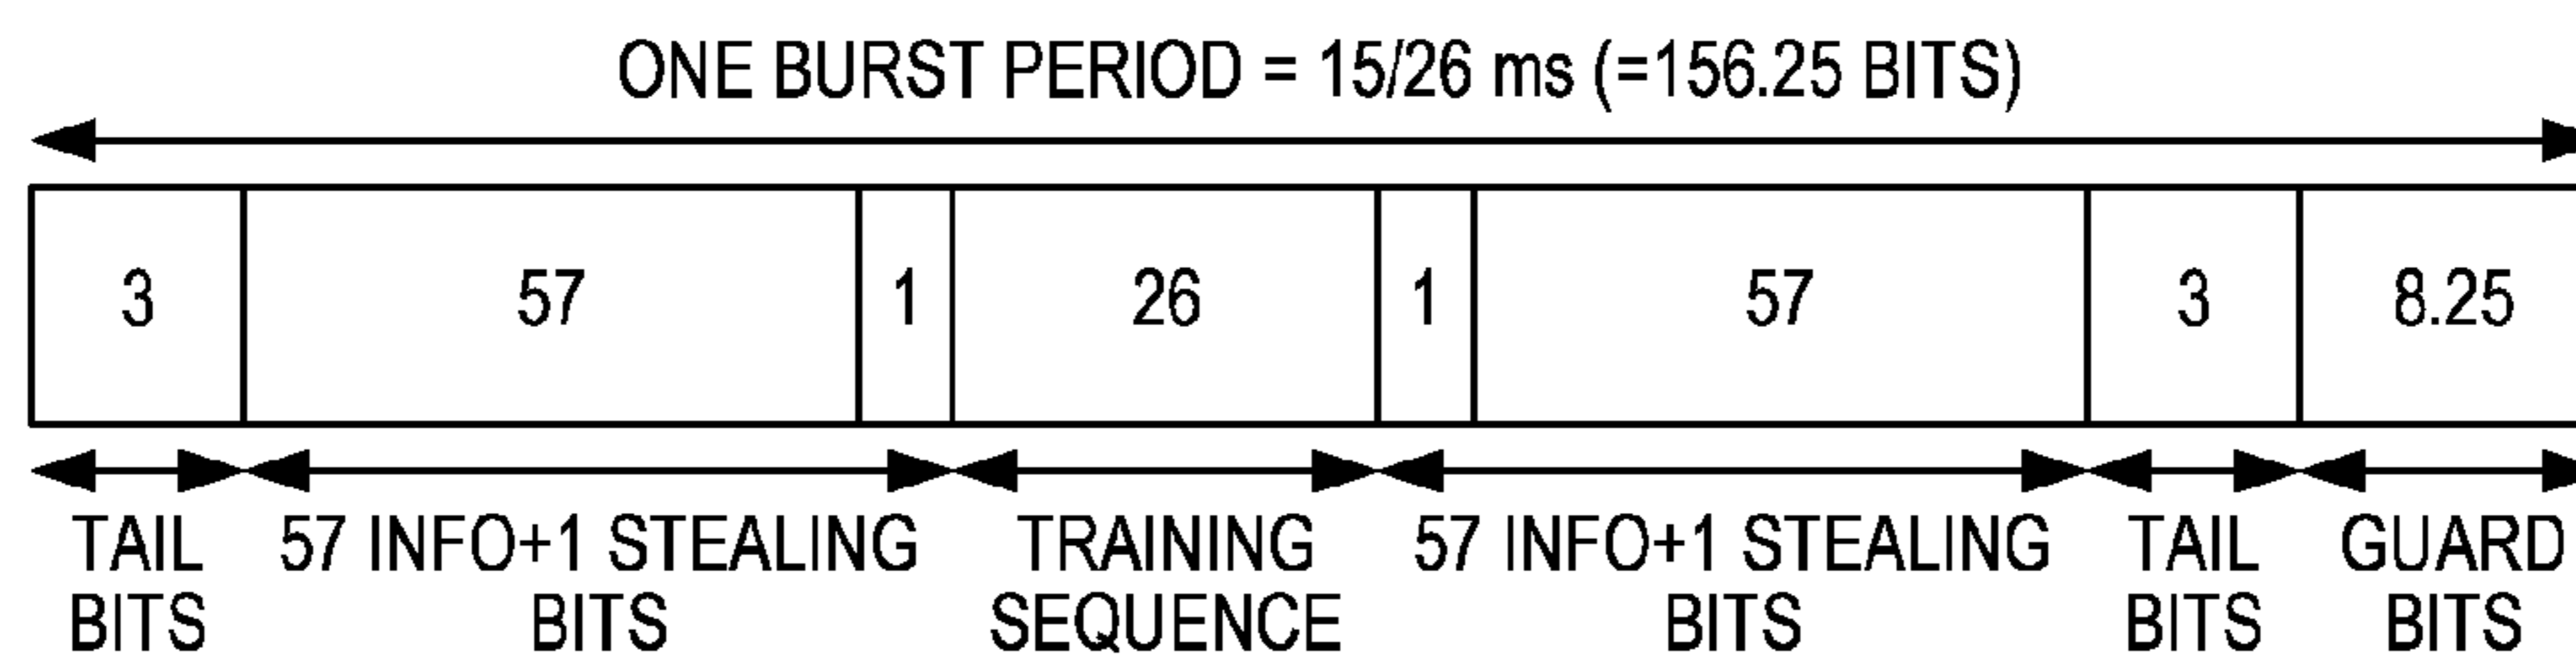 ONE BURST PERIOD = 15/26 ms (=156.25 BITS)
3 57 1 26 1 57 3 8.25
TAIL BITS
57 INFO+1 STEALING BITS
TRAINING SEQUENCE
57 INFO+1 STEALING BITS
TAIL BITS
GUARD BITS